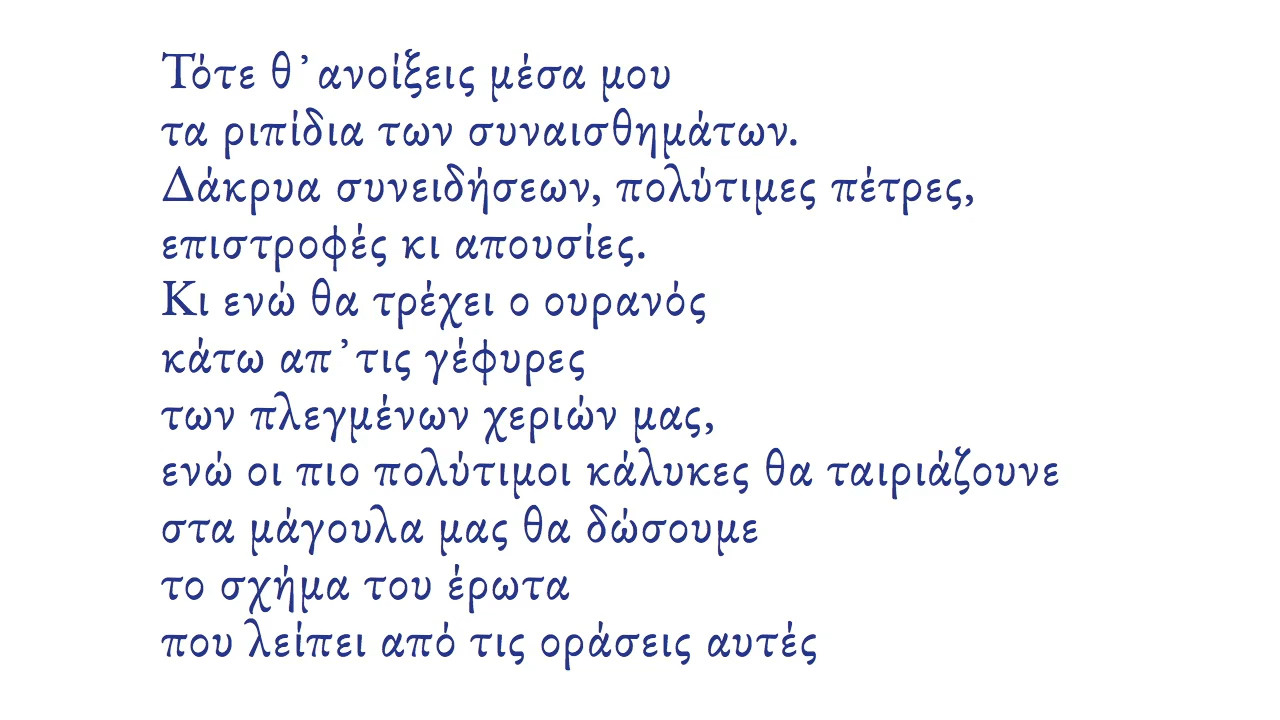 Τότε θ᾽ανοίξεις μέσα μου
τα ριπίδια των συναισθημάτων.
Δάκρυα συνειδήσεων, πολύτιμες πέτρες,
επιστροφές κι απουσίες.
Κι ενώ θα τρέχει ο ουρανός
κάτω απ᾽τις γέφυρες
των πλεγμένων χεριών μας,
ενώ οι πιο πολύτιμοι κάλυκες θα ταιριάζουνε
στα μάγουλα μας θα δώσουμε
το σχήμα του έρωτα
που λείπει από τις οράσεις αυτές